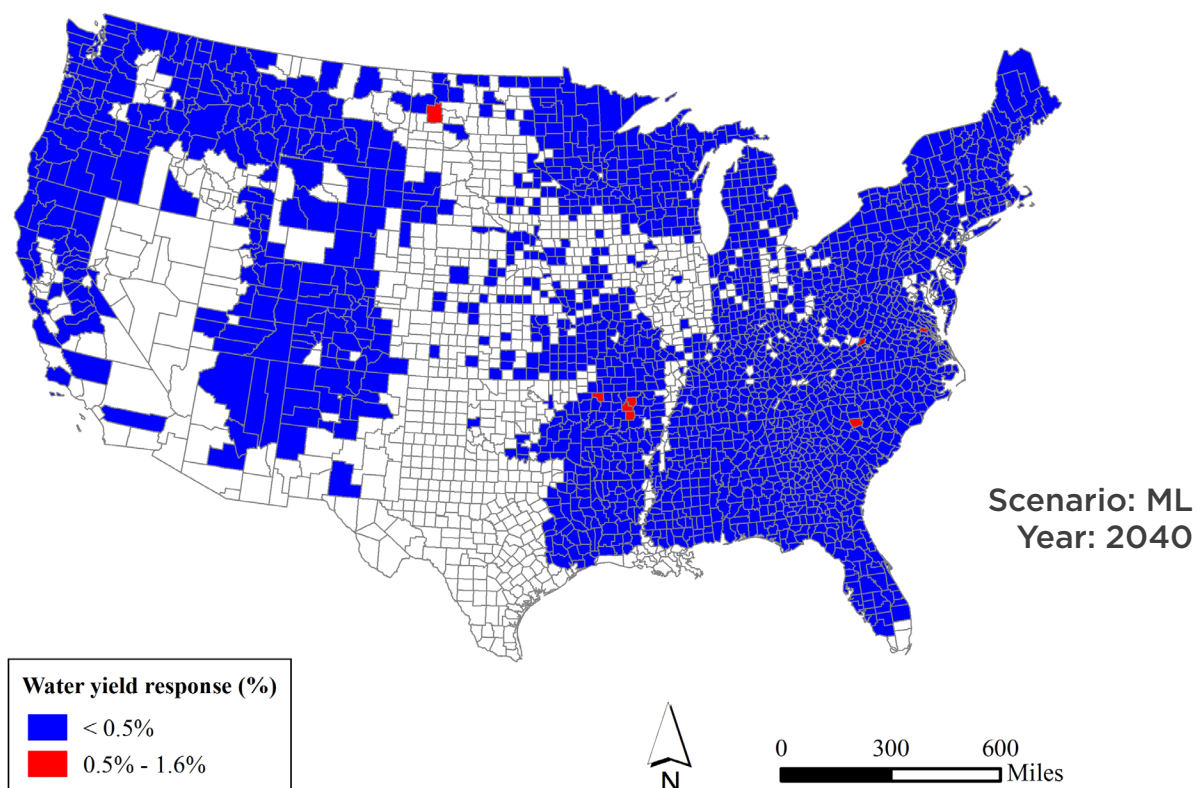 Scenario: ML
Year: 2040
Water yield response (%)
< 0.5%
0.5% - 1.6%
N
0 300 600
Miles